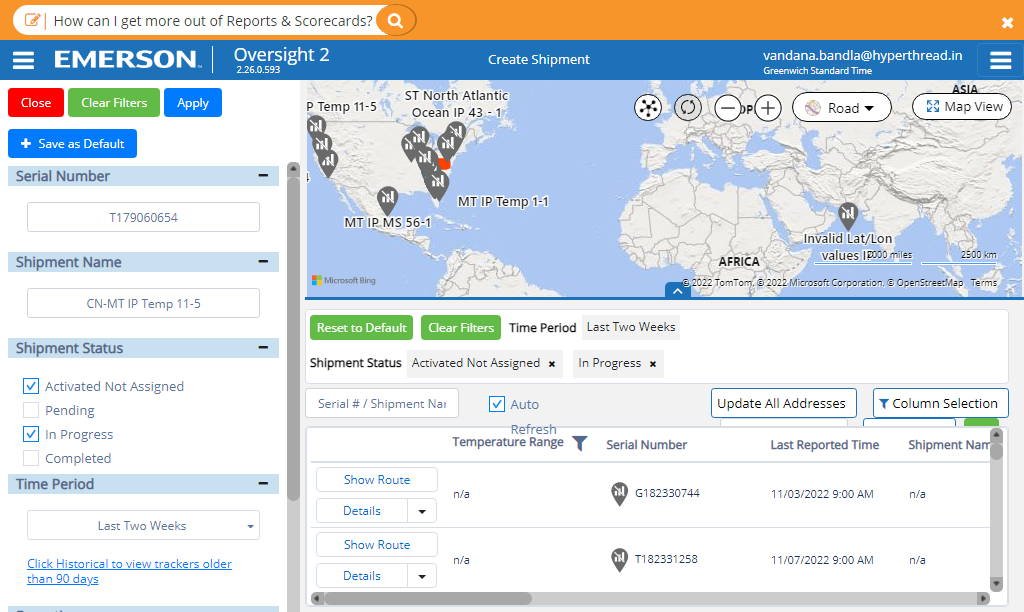 How can I get more out of Reports & Scorecards?
EMERSON
Oversight 2
2.26.0.593
Create Shipment
vandana.bandla@hyperthread.in
Greenwich Standard Time
Close
Clear Filters
Apply
+ Save as Default
Serial Number
T179060654
Shipment Name
CN-MT IP Temp 11-5
Shipment Status
Activated Not Assigned
Pending
In Progress
Completed
Time Period
Last Two Weeks
Click Historical to view trackers older
than 90 days
P Temp 11-5
ST North Atlantic
Ocean IP 43 - 1
MT IP Temp 1-1
MT IP MS 56-1
Road
ASIA
Map View
Invalid Lat/Lon
values I
AFRICA
2500 km
Microsoft Bing
© 2022 TomTom, © 2022 Microsoft Corporation, © OpenStreetMap Terms
Reset to Default
Clear Filters
Time Period
Last Two Weeks
Shipment Status
Activated Not Assigned ×
In Progress ×
Serial # / Shipment Nar
Auto
Refresh
Update All Addresses
Column Selection
Temperature Range
Serial Number
Last Reported Time
Shipment Nam
Show Route
Details
n/a
G182330744
11/03/2022 9:00 AM
n/a
Show Route
Details
n/a
T182331258
11/07/2022 9:00 AM
n/a